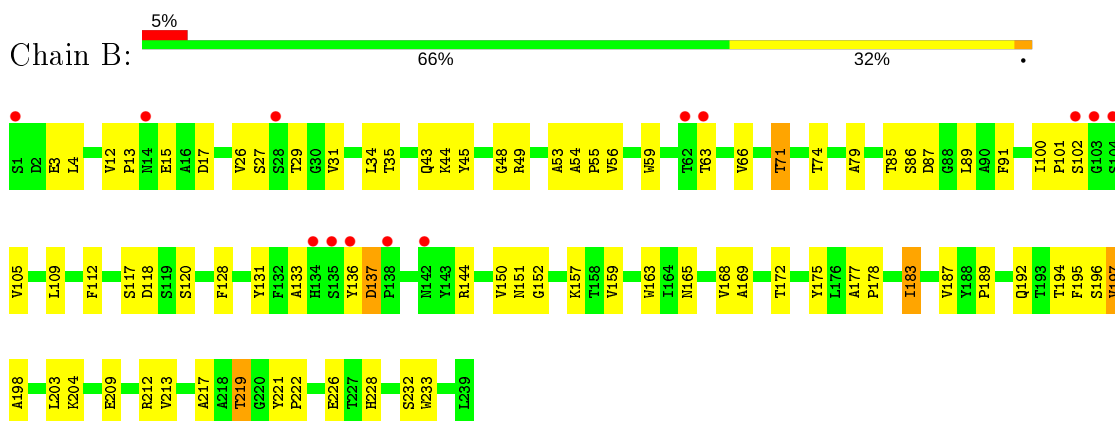 5%
Chain B:
66% 32% •
S1 D2 E3 L4 V12 P13 N14 E15 A16 D17 V26 S27 S28 T29 G30 V31 L34 T35 Q43 K44 Y45 G48 R49 A53 A54 P55 V56 W59 T62 T63 V66 T71 T74 A79 T85 S86 D87 G88 L89 A90 F91 I100 P101 S102 G103 S104
V105 L109 F112 S117 D118 S119 S120 F128 Y131 F132 A133 H134 S135 Y136 D137 P138 N142 Y143 R144 V150 N151 G152 K157 T158 V159 W163 I164 N165 V168 A169 T172 Y175 L176 A177 P178 I183 V187 Y188 P189 Q192 T193 T194 F195 S196 V197
A198 L203 K204 E209 R212 V213 A217 A218 T219 G220 Y221 P222 E226 T227 H228 S232 W233 L239